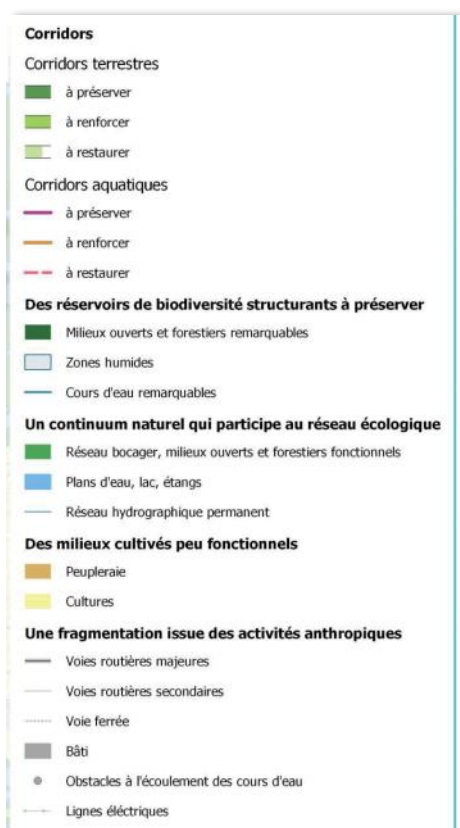 Corridors
Corridors terrestres
à préserver
à renforcer
à restaurer
Corridors aquatiques
à préserver
à renforcer
à restaurer
Des réservoirs de biodiversité structurants à préserver
Milieux ouverts et forestiers remarquables
Zones humides
Cours d'eau remarquables
Un continuum naturel qui participe au réseau écologique
Réseau bocager, milieux ouverts et forestiers fonctionnels
Plans d'eau, lac, étangs
Réseau hydrographique permanent
Des milieux cultivés peu fonctionnels
Peupleraie
Cultures
Une fragmentation issue des activités anthropiques
Voies routières majeures
Voies routières secondaires
Voie ferrée
Bâti
Obstacles à l'écoulement des cours d'eau
Lignes éléctriques